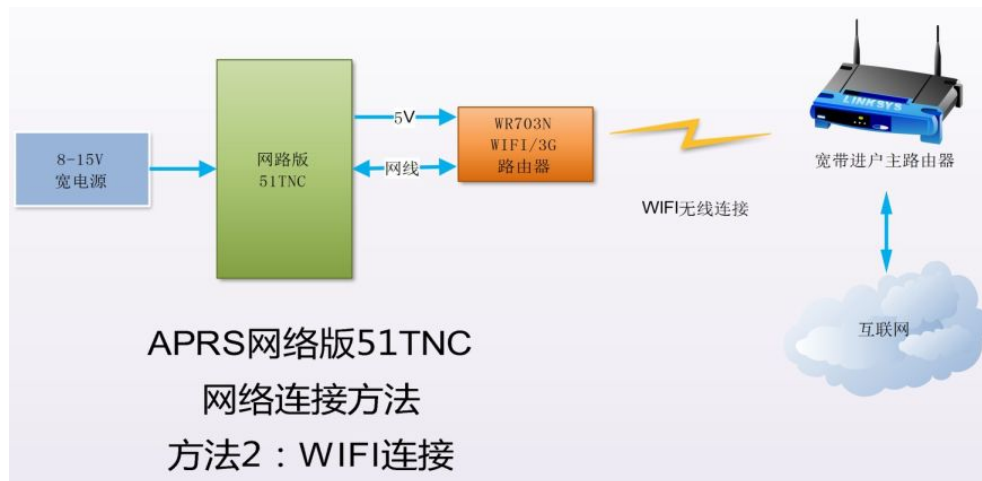 8-15V
宽电源
网路版
51TNC
5V
网线
WR703N
WIFI/3G
路由器
WIFI无线连接
LINKSYS
宽带进户主路由器
互联网
APRS网络版51TNC
网络连接方法
方法2：WIFI连接